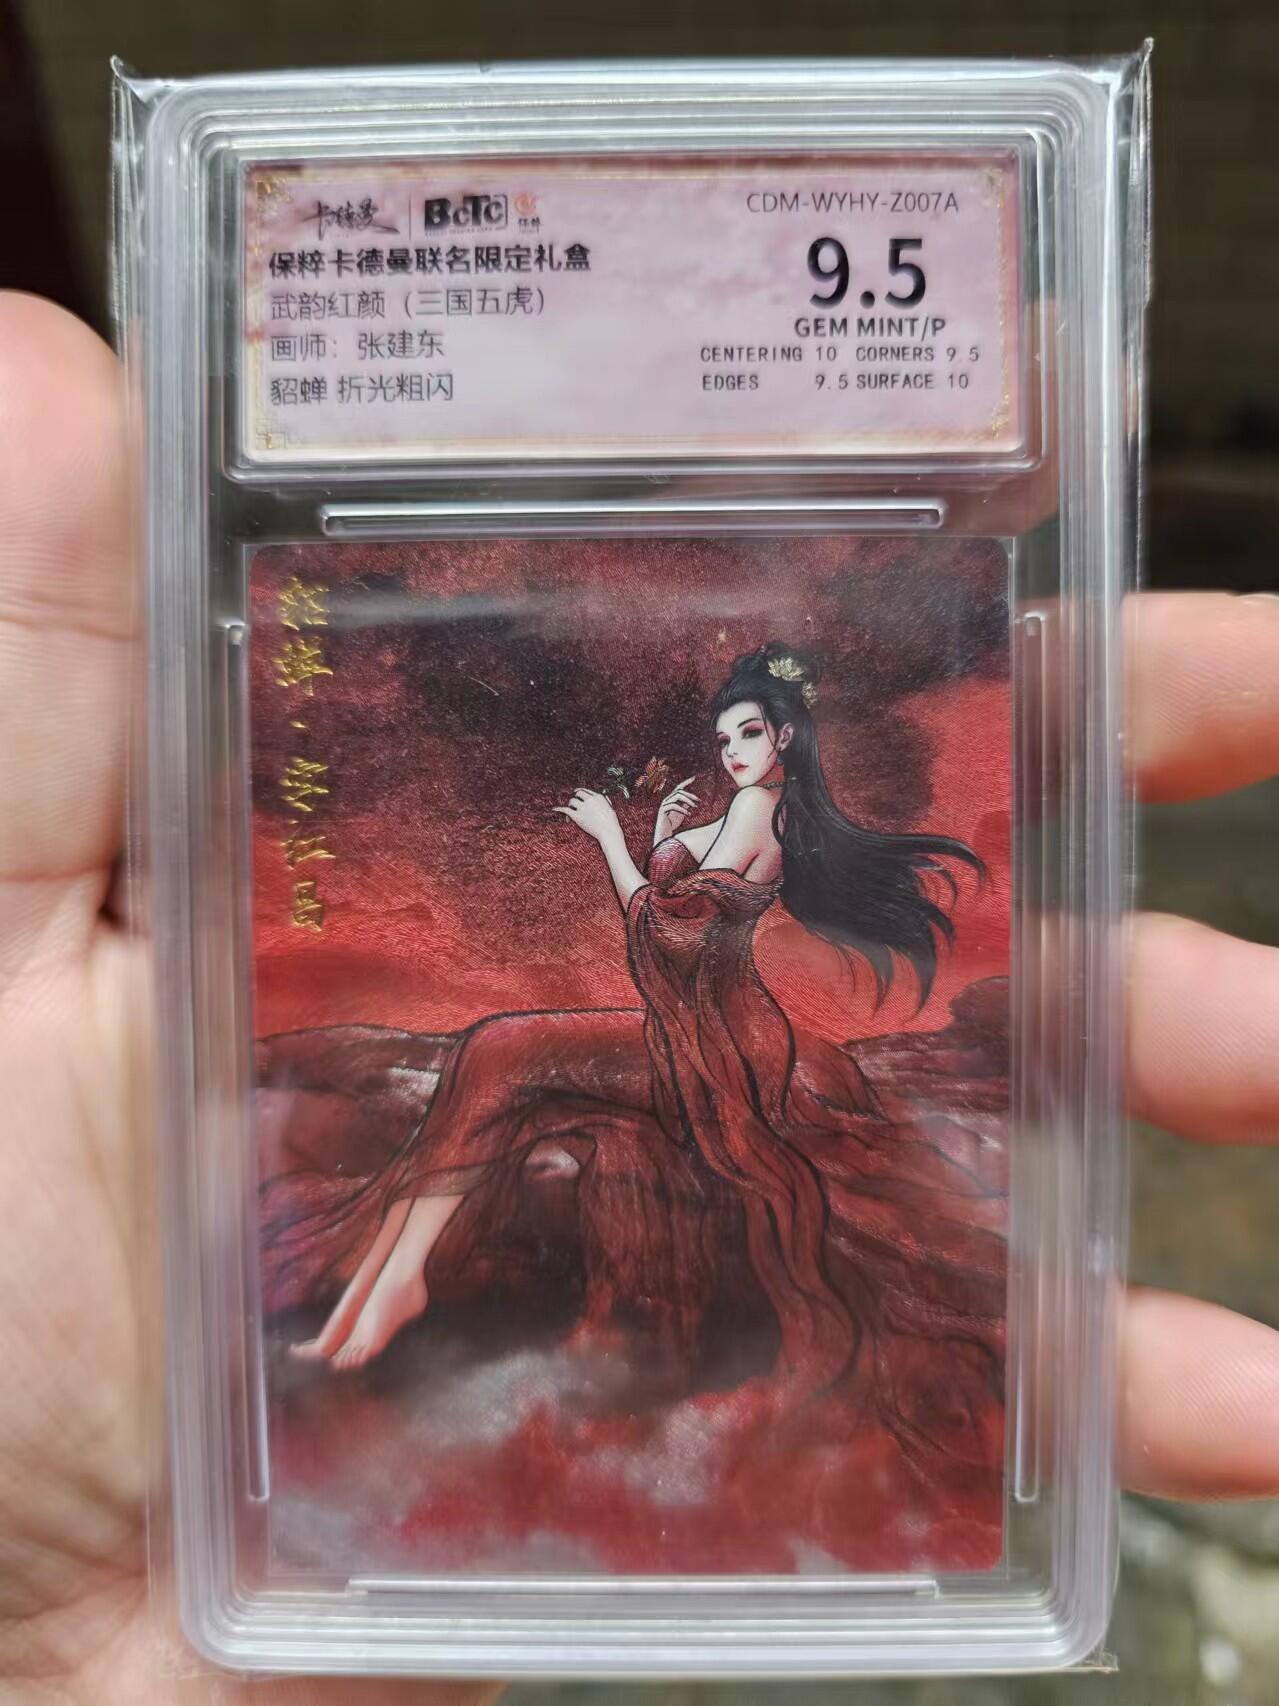 卡德曼 BCTC 保粹
CDM-WYHY-Z007A
保粹卡德曼联名限定礼盒
武韵红颜（三国五虎）
画师：张建东
貂蝉 折光粗闪
9.5
GEM MINT/P
CENTERING 10 CORNERS 9.5
EDGES 9.5 SURFACE 10
貂蝉·